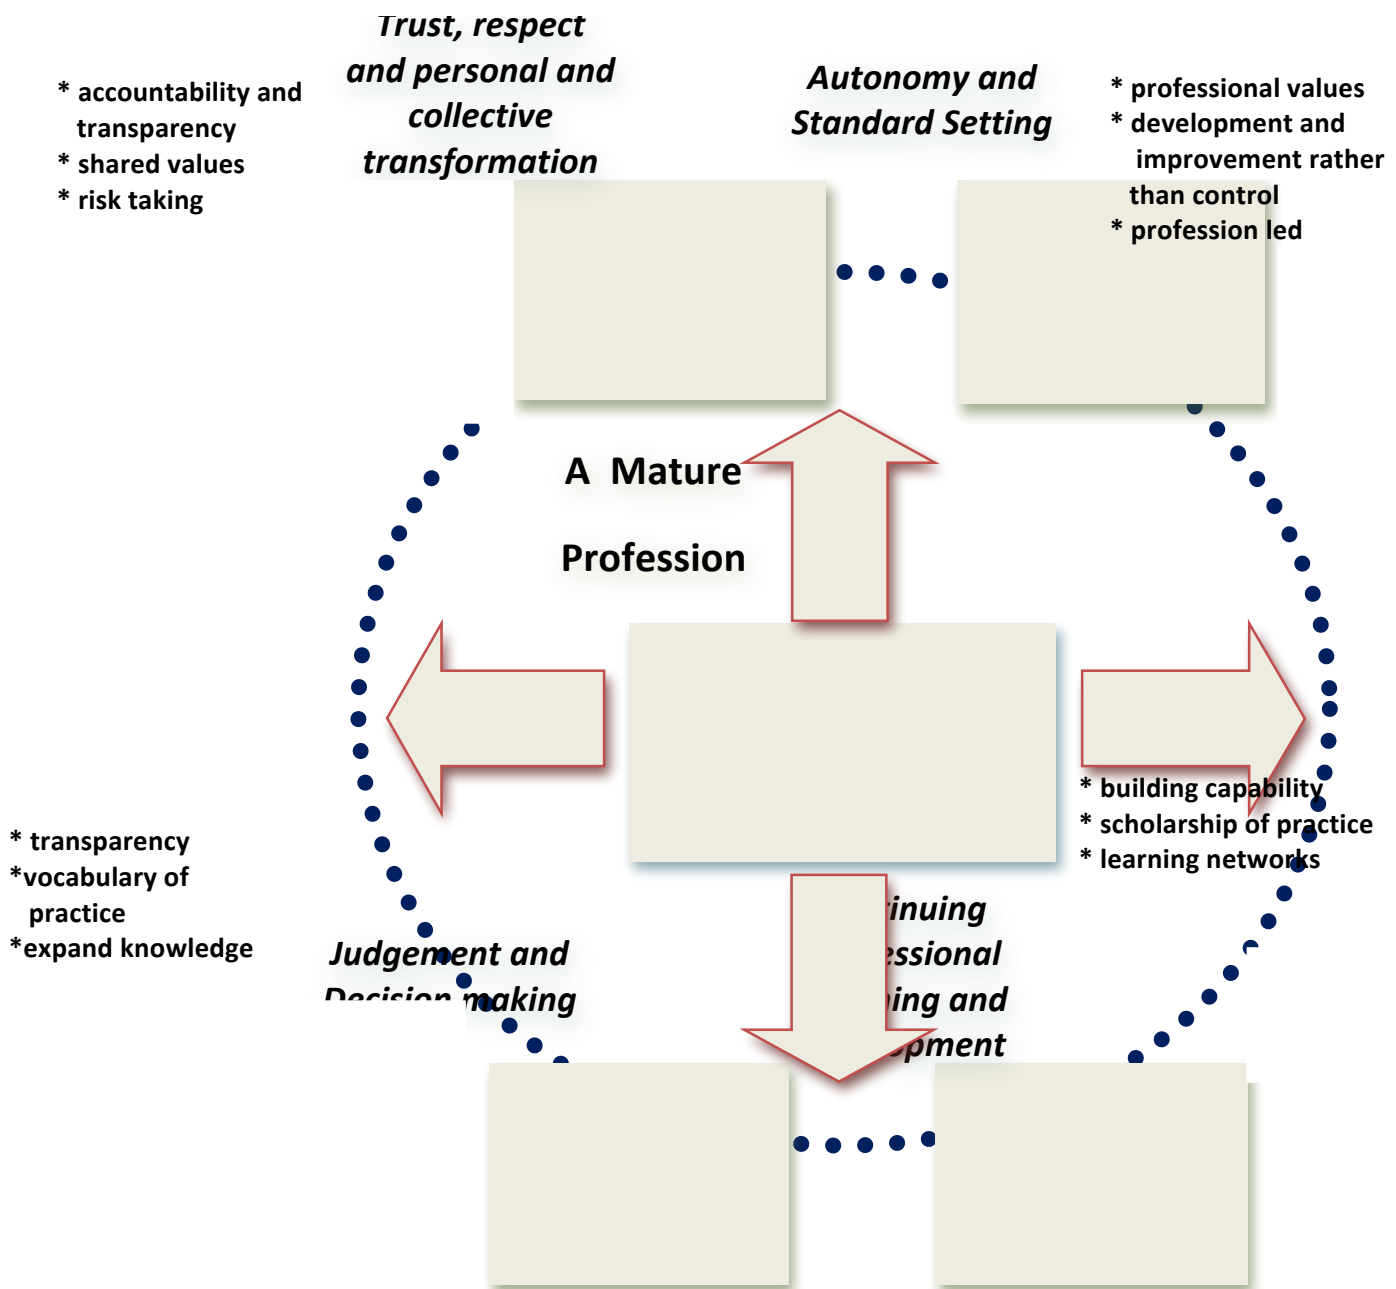 Trust, respect
and personal and
collective
transformation
* accountability and
transparency
* shared values
* risk taking
Autonomy and
Standard Setting
* professional values
* development and
improvement rather
than control
* profession led
A Mature
Profession
* building capability
* scholarship of practice
* learning networks
* transparency
*vocabulary of
practice
*expand knowledge
Judgement and
Decision making
and